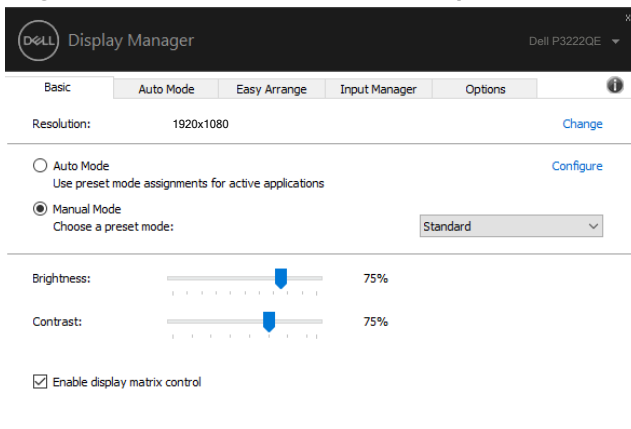 x
DELL Display Manager Dell P3222QE
Basic Auto Mode Easy Arrange Input Manager Options i
Resolution: 1920x1080 Change
Auto Mode Configure
Use preset mode assignments for active applications
Manual Mode
Choose a preset mode: Standard
Brightness: 75%
Contrast: 75%
Enable display matrix control